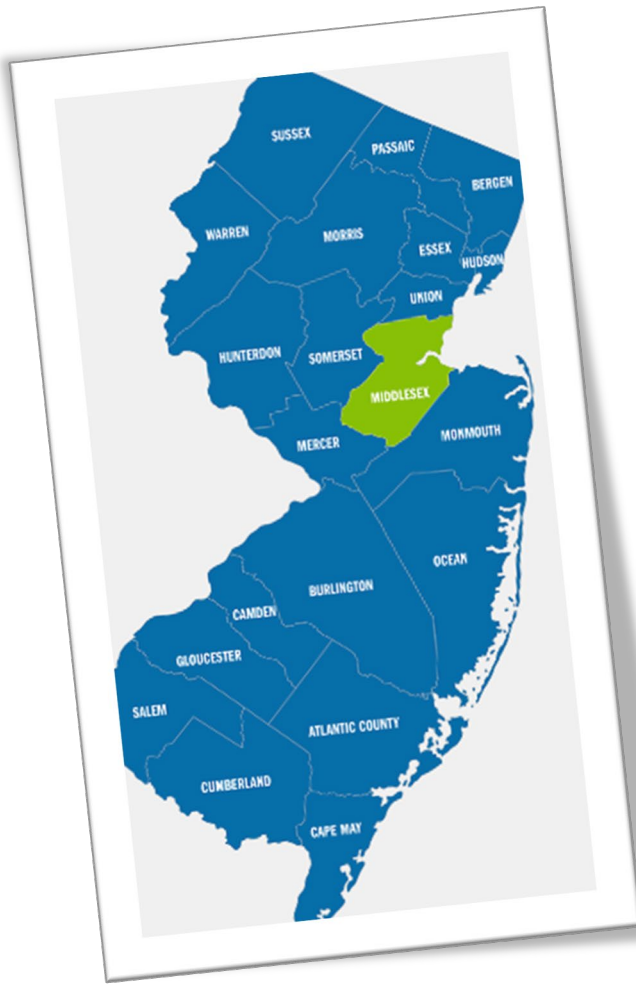 SUSSEX
PASSAIC
BERGEN
WARREN
MORRIS
ESSEX
HUDSON
UNION
HUNTERDON
SOMERSET
MIDDLESEX
MERCER
MONMOUTH
OCEAN
BURLINGTON
CAMDEN
GLOUCESTER
SALEM
ATLANTIC COUNTY
CUMBERLAND
CAPE MAY